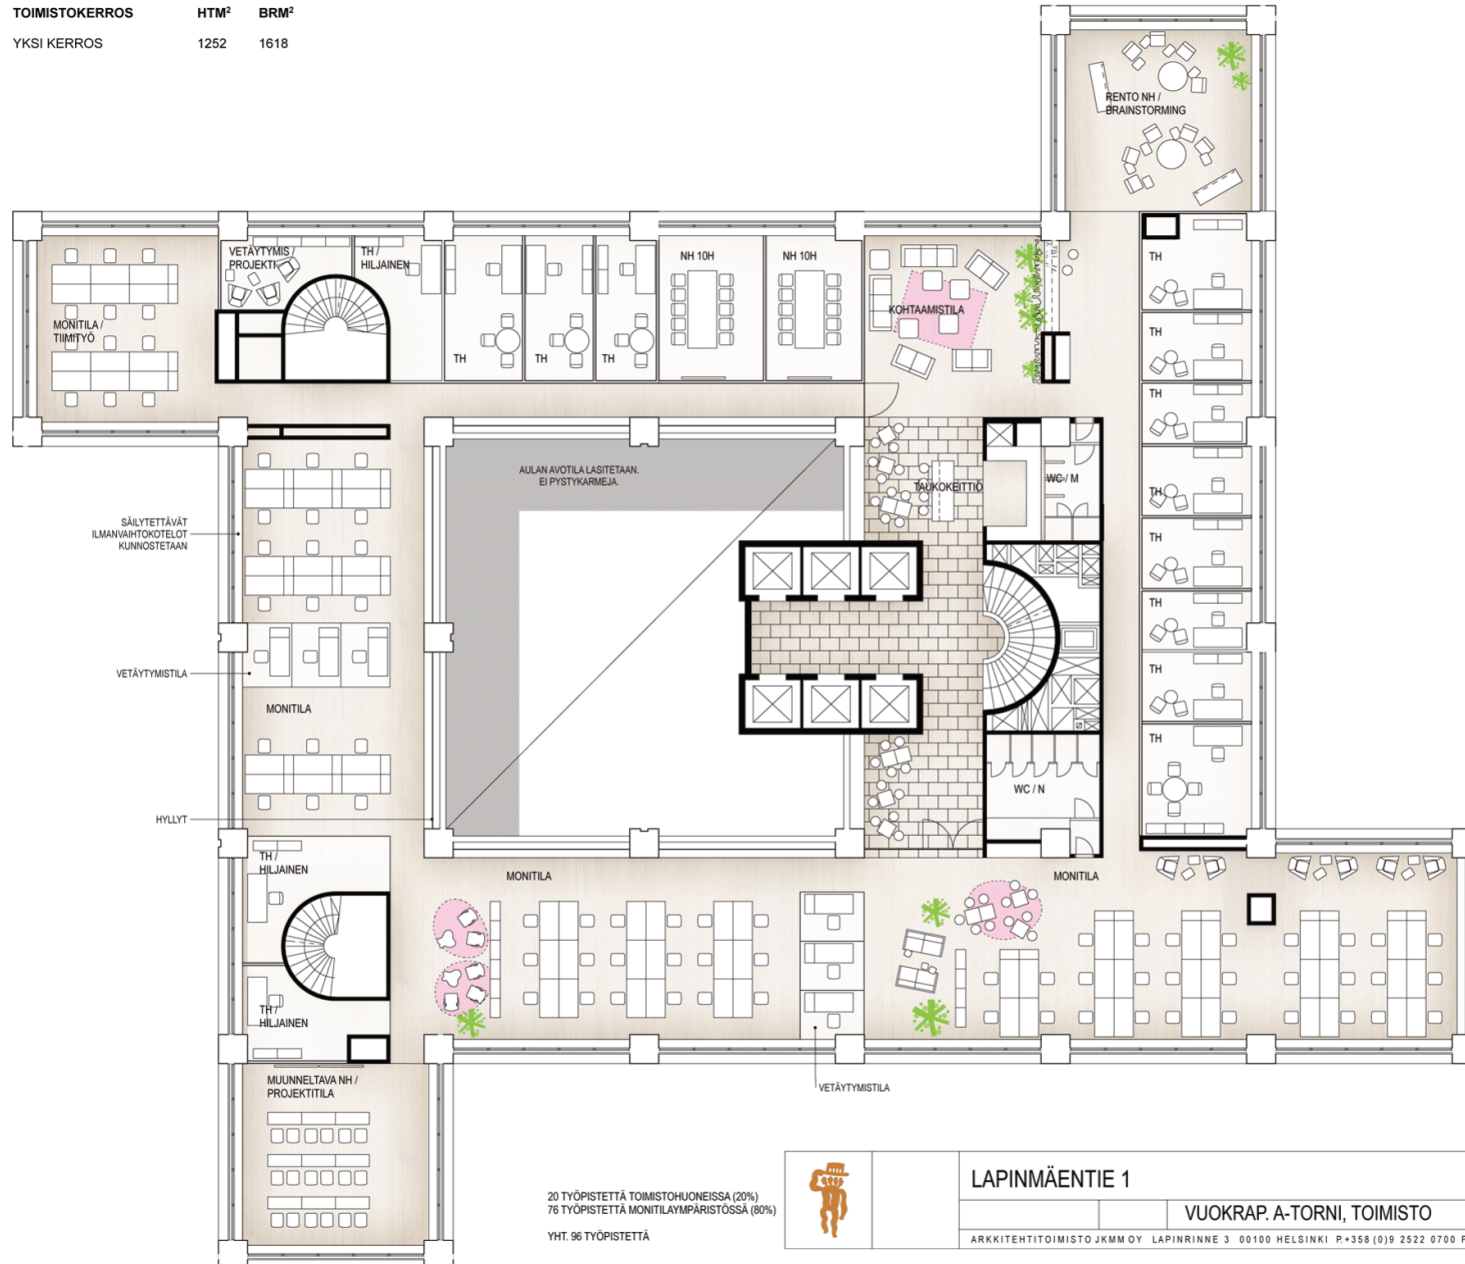 TOIMISTOKERROS HTM² BRM²
YKSI KERROS 1252 1618
RENTO NH /
BRAINSTORMING
VETÄYTYMIS /
PROJEKTI
TH /
HILJAINEN
NH 10H
NH 10H
KOHTAAMISTILA
MONITILA /
TIIMITYÖ
TH
TH
TH
TH
TH
TH
TH
TH
TH
TH
TH
AULAN AVOTILA LASITETAAN.
EI PYSTYKARMEJA.
TAUKOKEITTIÖ
WC / M
SÄILYTETTÄVÄT
ILMANVAIHTOKOTELOT
KUNNOSTETAAN
VETÄYTYMISTILA
MONITILA
HYLLYT
WC / N
TH /
HILJAINEN
MONITILA
MONITILA
TH /
HILJAINEN
MUUNNELTAVA NH /
PROJEKTITILA
VETÄYTYMISTILA
20 TYÖPISTETTÄ TOIMISTOHUONEISSA (20%)
76 TYÖPISTETTÄ MONITILAYMPÄRISTÖSSÄ (80%)
YHT. 96 TYÖPISTETTÄ
LAPINMÄENTIE 1
VUOKRAP. A-TORNI, TOIMISTO
ARKKITEHTITOIMISTO JKMM OY LAPINRINNE 3 00100 HELSINKI P.+358 (0)9 2522 0700 F